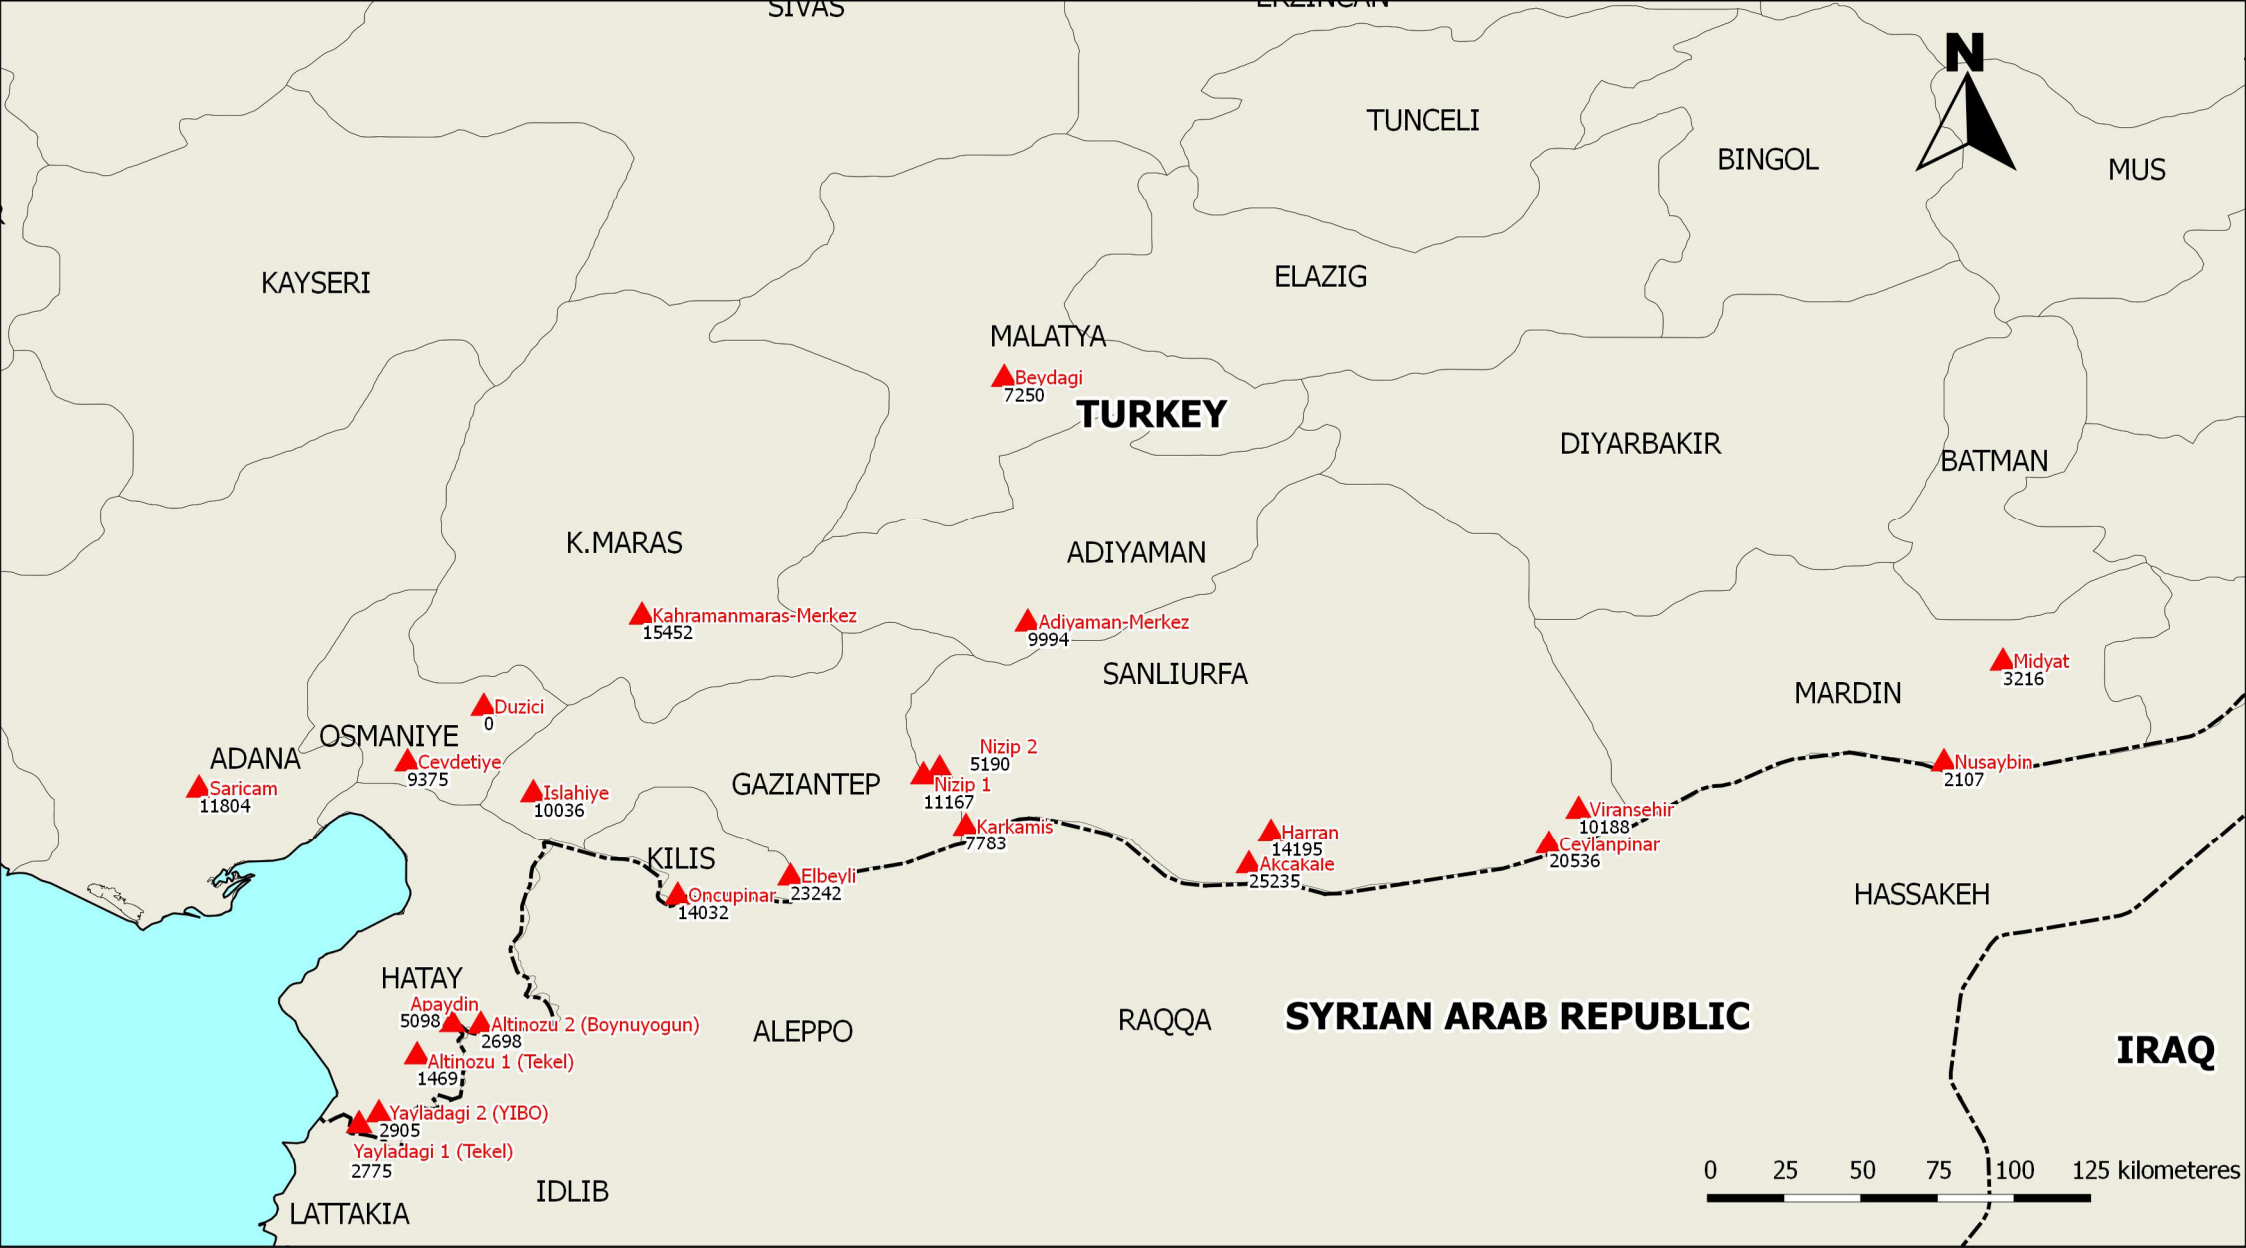 SIVAS
ERZINCAN
N
TUNCELI
BINGOL
MUS
KAYSERI
ELAZIG
MALATYA
Beydagi
7250
TURKEY
DIYARBAKIR
BATMAN
K.MARAS
ADIYAMAN
Kahramanmaras-Merkez
15452
Adiyaman-Merkez
9994
SANLIURFA
Midyat
3216
MARDIN
Duzici
0
OSMANIYE
ADANA
Cevdetiye
9375
Saricam
11804
Islahiye
10036
GAZIANTEP
Nizip 2
5190
Nizip 1
11167
Nusaybin
2107
Karkamis
7783
Harran
14195
Akcakale
25235
Viransehir
10188
Ceylanpinar
20536
KILIS
Elbeyli
23242
Oncupinar
14032
HASSAKEH
HATAY
Apaydin
5098
Altinozu 2 (Boynuyogun)
2698
Altinozu 1 (Tekel)
1469
ALEPPO
RAQQA
SYRIAN ARAB REPUBLIC
IRAQ
Yayladagi 2 (YIBO)
2905
Yayladagi 1 (Tekel)
2775
IDLIB
LATTAKIA
0 25 50 75 100 125 kilometeres